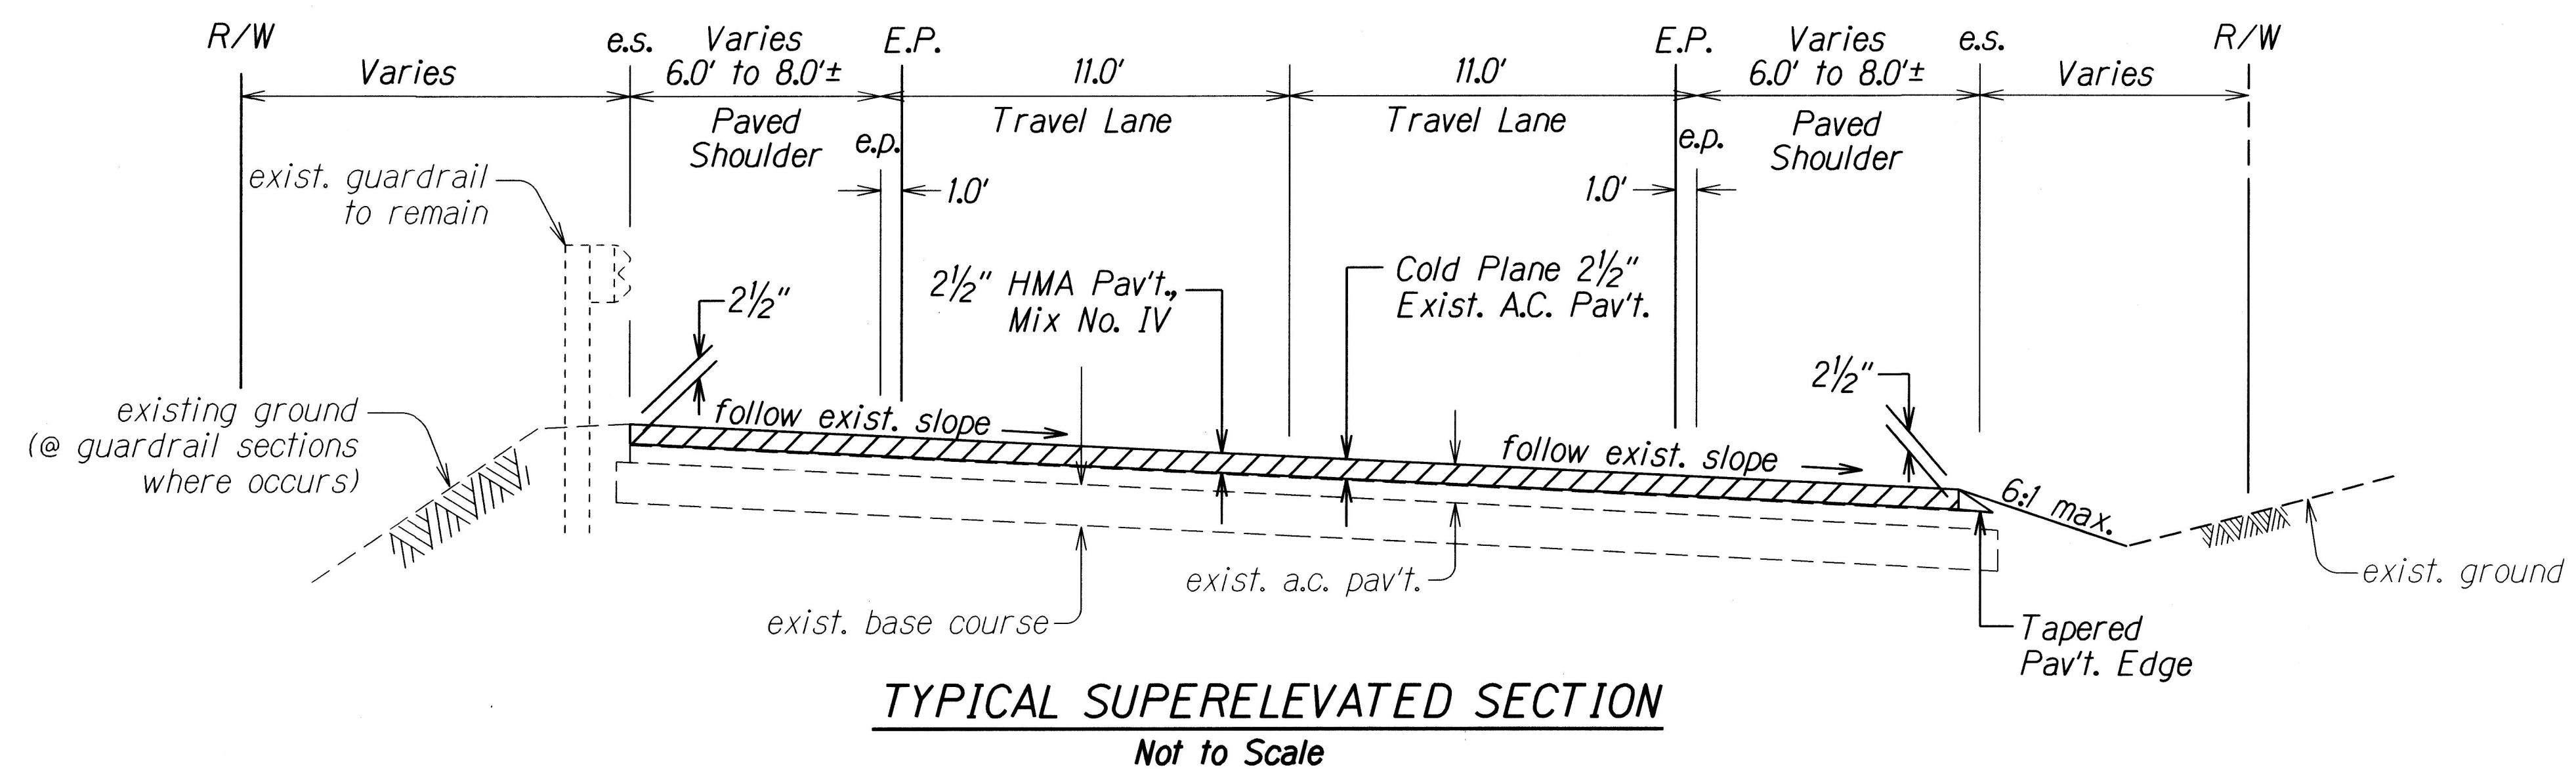 R/W
e.s.
Varies
6.0' to 8.0'±
E.P.
11.0'
11.0'
E.P.
Varies
6.0' to 8.0'±
e.s.
R/W
Varies
Varies
Paved
Shoulder
Travel Lane
Travel Lane
Paved
Shoulder
e.p.
e.p.
1.0'
1.0'
exist. guardrail
to remain
2½"
2½" HMA Pav't.,
Mix No. IV
Cold Plane 2½"
Exist. A.C. Pav't.
2½"
existing ground
(@ guardrail sections
where occurs)
follow exist. slope
follow exist. slope
6:1 max.
exist. ground
exist. a.c. pav't.
exist. base course
Tapered
Pav't. Edge
TYPICAL SUPERELEVATED SECTION
Not to Scale